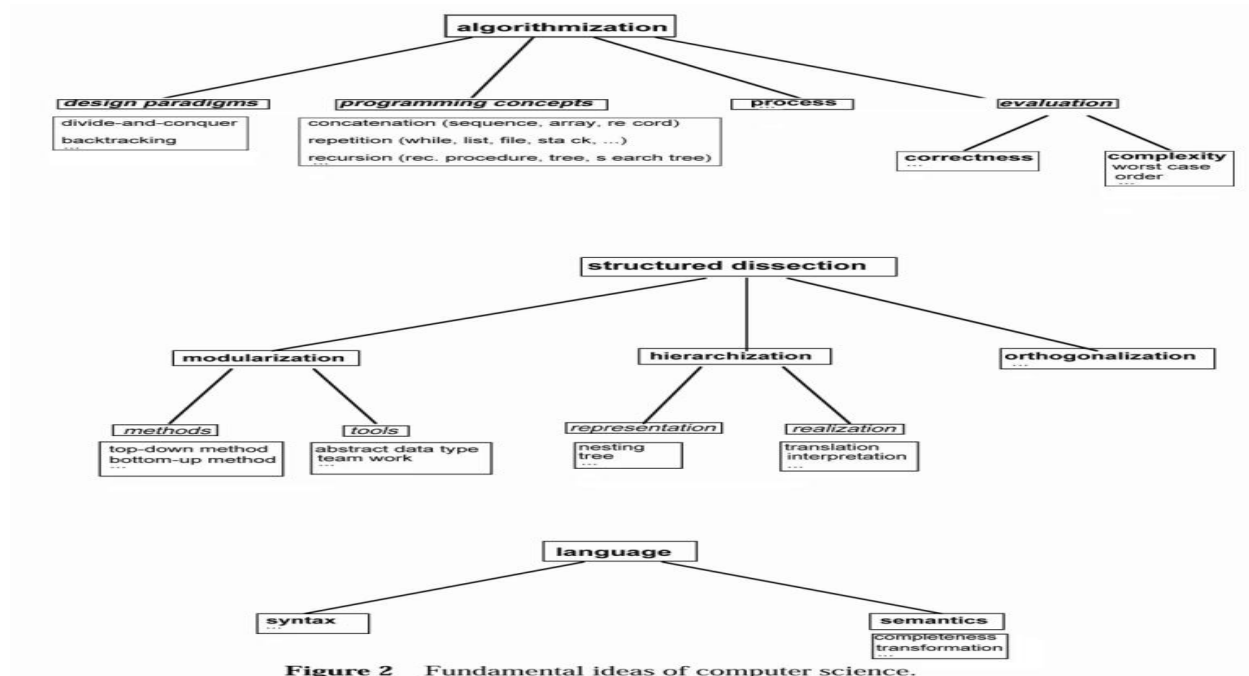 algorithmization
design paradigms
programming concepts
process
evaluation
divide-and-conquer
backtracking
...
concatenation (sequence, array, re cord)
repetition (while, list, file, sta ck, ...)
recursion (rec. procedure, tree, s earch tree)
...
...
correctness
...
complexity
worst case
order
...
structured dissection
modularization
hierarchization
orthogonalization
...
methods
tools
representation
realization
top-down method
bottom-up method
...
abstract data type
team work
...
nesting
tree
...
translation
interpretation
...
language
syntax
...
semantics
completeness
transformation
...
Figure 2 Fundamental ideas of computer science.